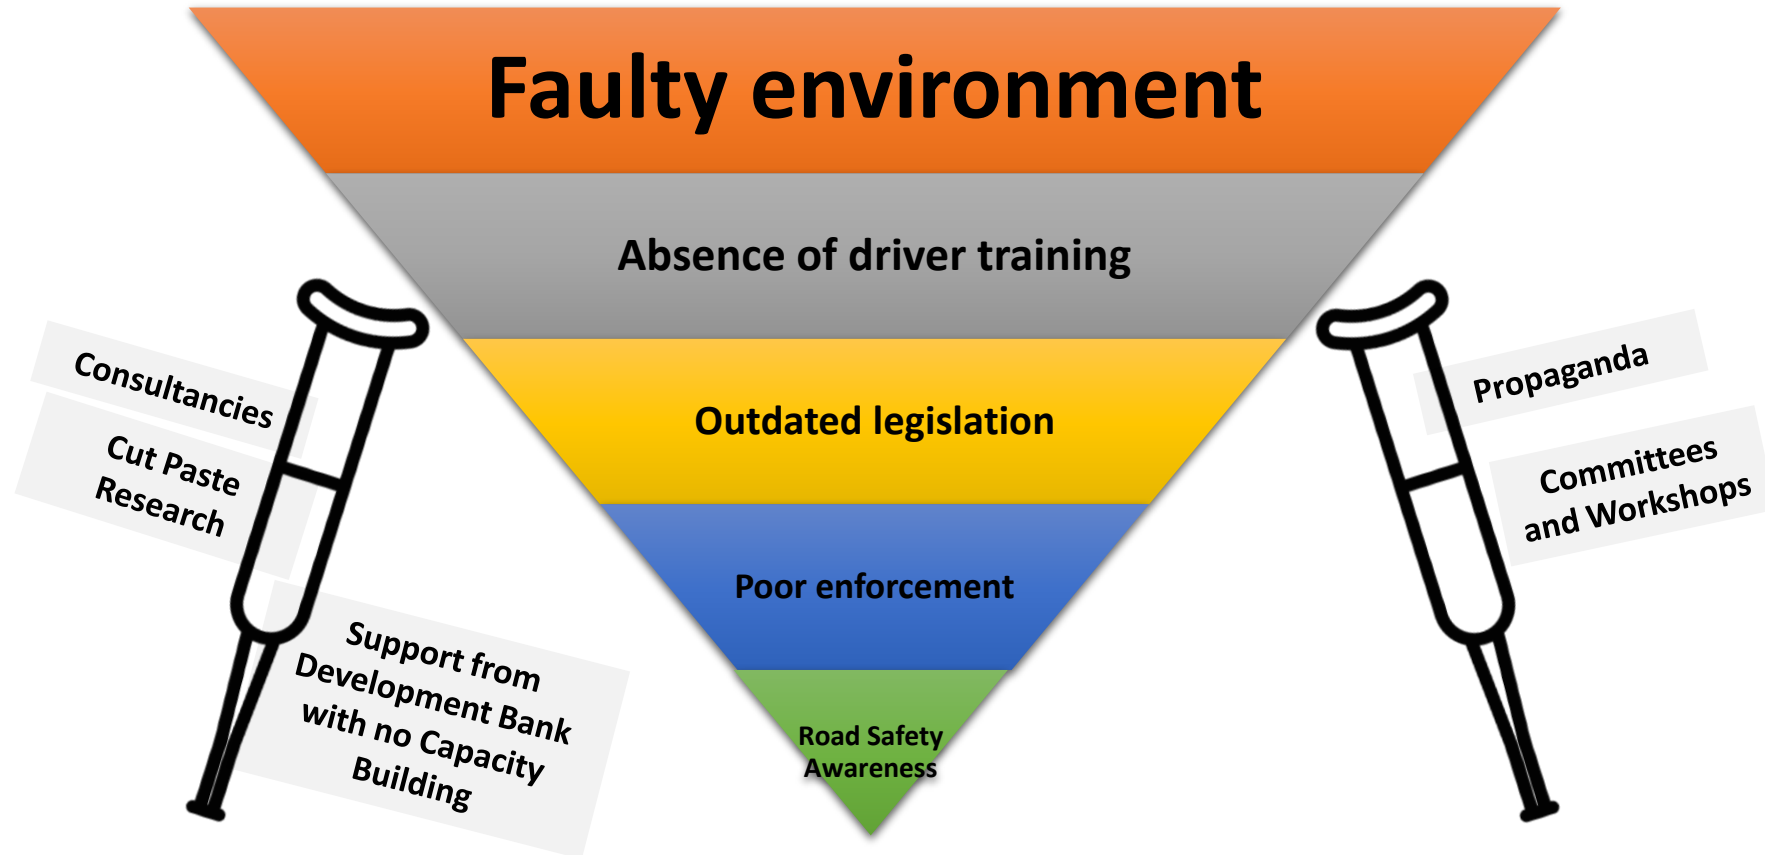 Faulty environment
Absence of driver training
Outdated legislation
Poor enforcement
Road Safety
Awareness
Consultancies
Cut Paste
Research
Support from
Development Bank
with no Capacity
Building
Propaganda
Committees
and Workshops